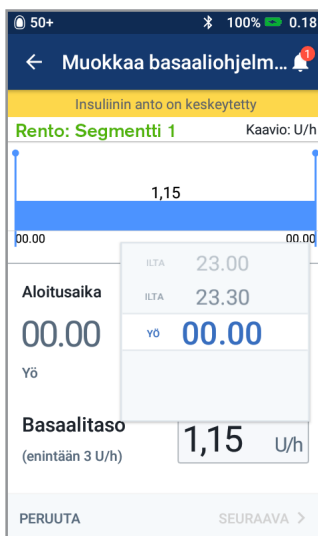 50+ 100% 0.18
Muokkaa basaaliohjelm... 1
Insuliinin anto on keskeytetty
Rento: Segmentti 1 Kaavio: U/h
1,15
00.00 00.00
ILTA 23.00
Aloitusaika ILTA 23.30
00.00 YÖ 00.00
Yö
Basaalitaso
(enintään 3 U/h) 1,15 U/h
PERUUTA SEURAAVA >